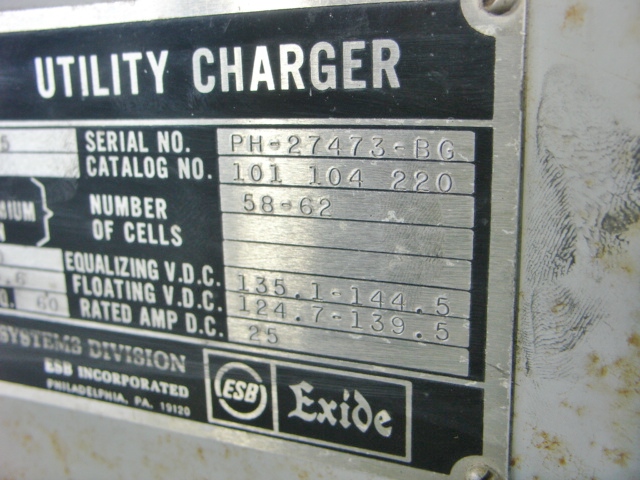 UTILITY CHARGER
SERIAL NO. PH-27473-BG
CATALOG NO. 101 104 220
NUMBER 58-62
OF CELLS
EQUALIZING V.D.C. 135.1-144.5
FLOATING V.D.C. 124.7-139.5
60 RATED AMP D.C. 25
SYSTEMS DIVISION
ESB INCORPORATED
PHILADELPHIA, PA. 19120
ESB Exide